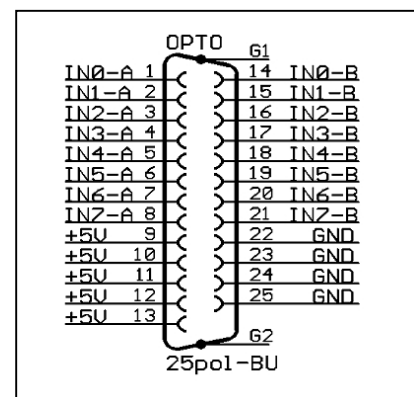 OPTO
G1
IN0-A 1 14 IN0-B
IN1-A 2 15 IN1-B
IN2-A 3 16 IN2-B
IN3-A 4 17 IN3-B
IN4-A 5 18 IN4-B
IN5-A 6 19 IN5-B
IN6-A 7 20 IN6-B
IN7-A 8 21 IN7-B
+5V 9 22 GND
+5V 10 23 GND
+5V 11 24 GND
+5V 12 25 GND
+5V 13
G2
25pol-BU